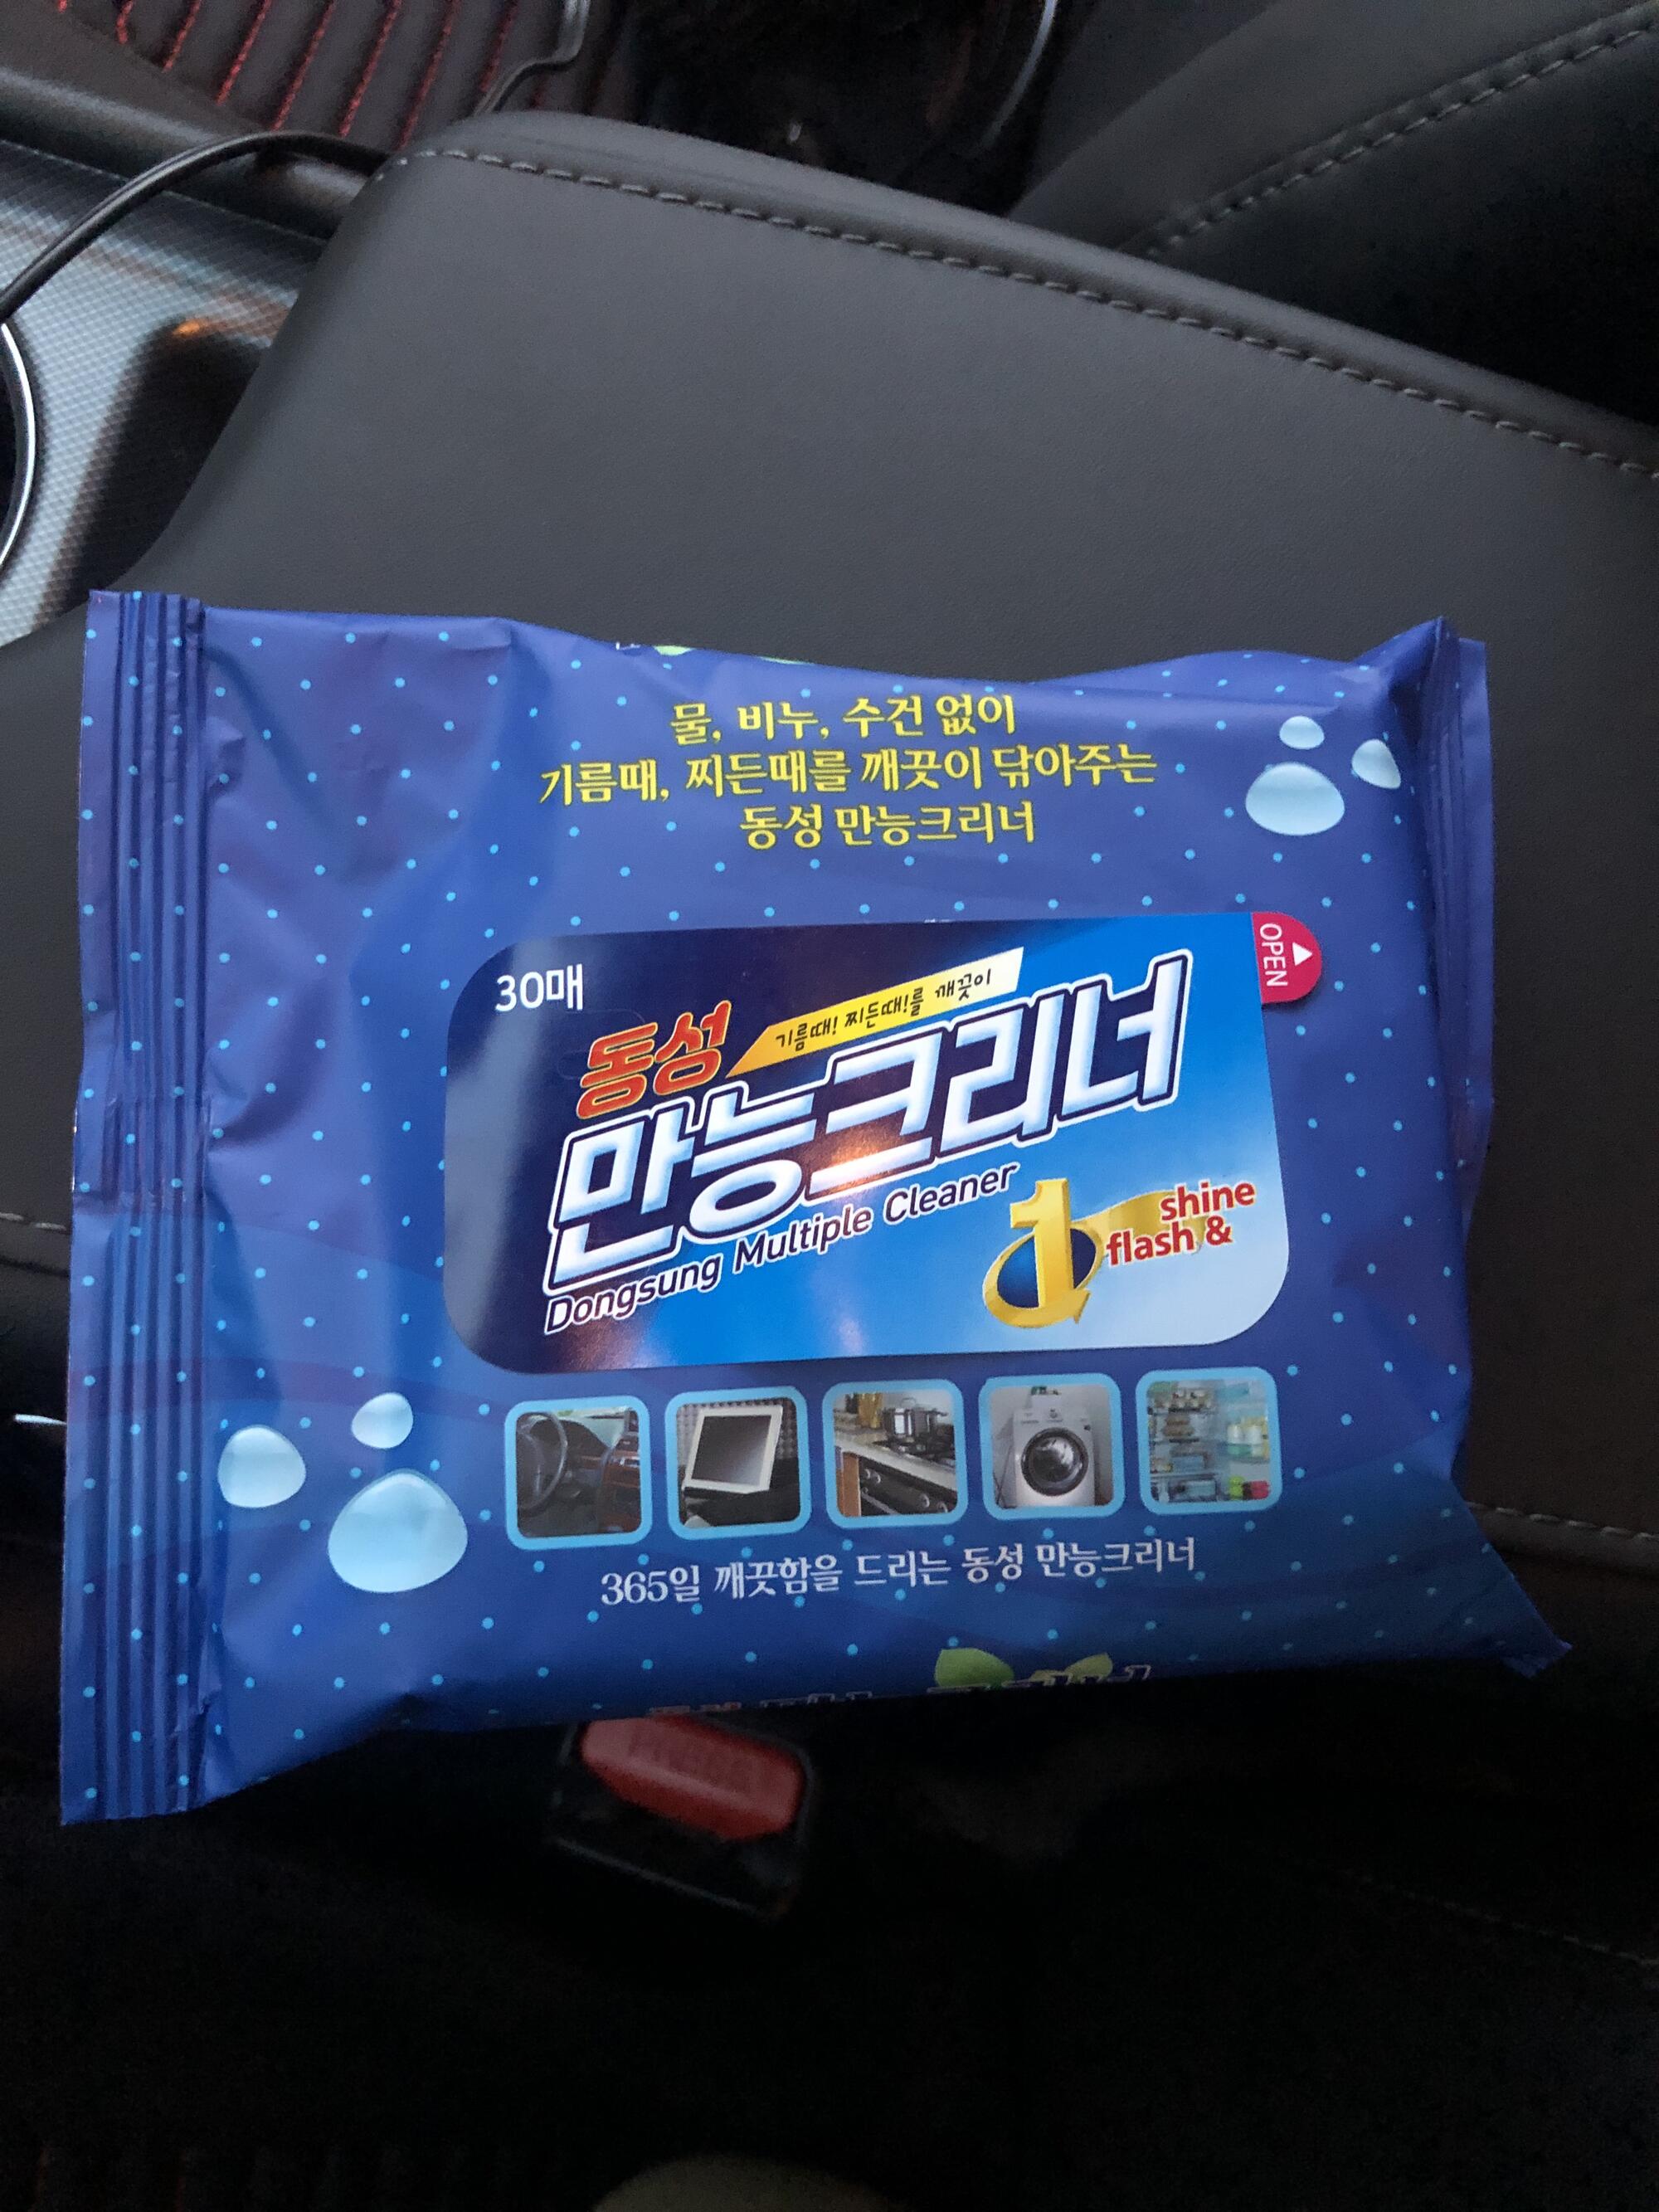 물, 비누, 수건 없이
기름때, 찌든때를 깨끗이 닦아주는
동성 만능크리너
OPEN
30매
기름때! 찌든때!를 깨끗이
동성
만능크리너
Dongsung Multiple Cleaner
1
shine
flash &
365일 깨끗함을 드리는 동성 만능크리너
PRESS